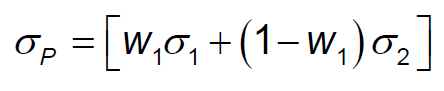 σ_P = [w_1σ_1 + (1 − w_1)σ_2]